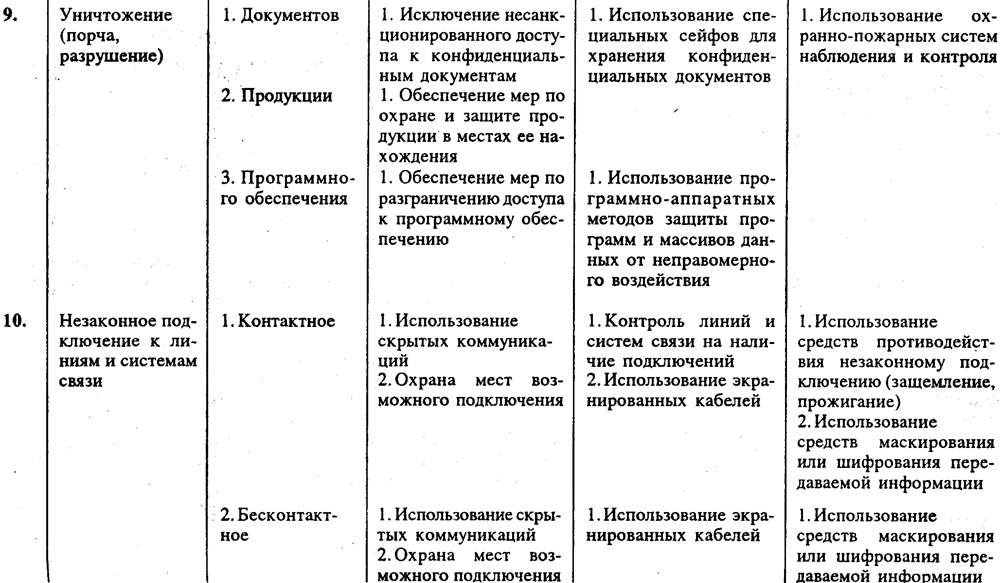 9.
Уничтожение
(порча,
разрушение)
1. Документов
1. Исключение несанк-
ционированного досту-
па к конфиденциаль-
ным документам
1. Использование спе-
циальных сейфов для
хранения конфиден-
циальных документов
1. Использование ох-
ранно-пожарных систем
наблюдения и контроля
2. Продукции
1. Обеспечение мер по
охране и защите про-
дукции в местах ее на-
хождения
3. Программно-
го обеспечения
1. Обеспечение мер по
разграничению доступа
к программному обес-
печению
1. Использование про-
граммно-аппаратных
методов защиты про-
грамм и массивов дан-
ных от неправомерно-
го воздействия
10.
Незаконное под-
ключение к ли-
ниям и системам
связи
1. Контактное
1. Использование
скрытых коммуника-
ций
2. Охрана мест воз-
можного подключения
1. Контроль линий и
систем связи на нали-
чие подключений
2. Использование экра-
нированных кабелей
1. Использование
средств противодейст-
вия незаконному под-
ключению (защемление,
прожигание)
2. Использование
средств маскирования
или шифрования пере-
даваемой информации
2. Бесконтакт-
ное
1. Использование скры-
тых коммуникаций
2. Охрана мест воз-
можного подключения
1. Использование экра-
нированных кабелей
1. Использование
средств маскирования
или шифрования пере-
даваемой информации